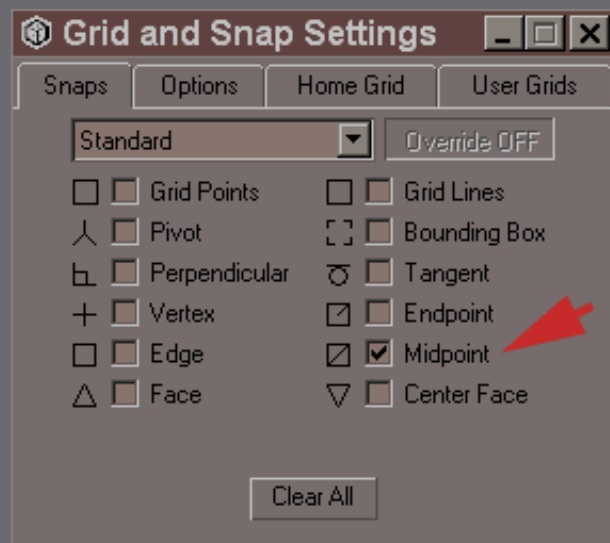 Grid and Snap Settings
Snaps Options Home Grid User Grids
Standard Override OFF
Grid Points Grid Lines
Pivot Bounding Box
Perpendicular Tangent
Vertex Endpoint
Edge Midpoint
Face Center Face
Clear All